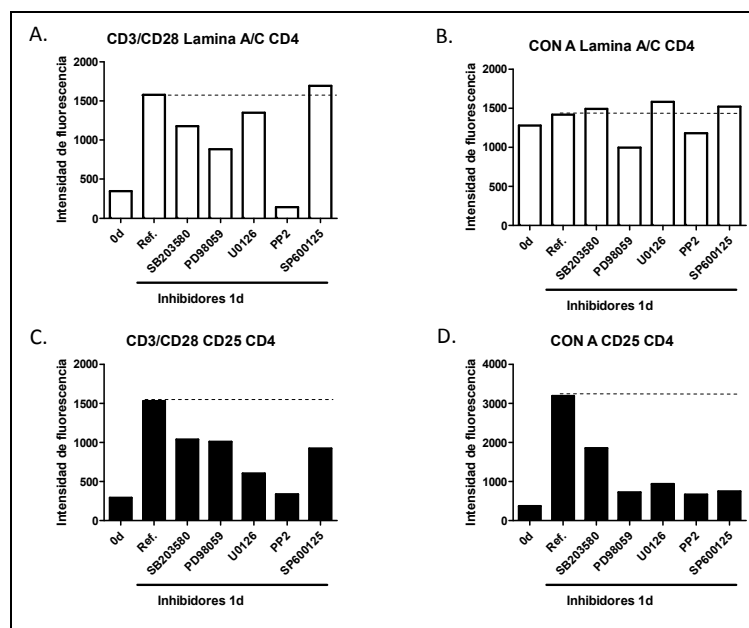 A.
CD3/CD28 Lamina A/C CD4
Intensidad de fluorescencia
2000
1500
1000
500
0
0d
Ref.
SB203580
PD98059
U0126
PP2
SP600125
Inhibidores 1d
B.
CON A Lamina A/C CD4
Intensidad de fluorescencia
2000
1500
1000
500
0
0d
Ref.
SB203580
PD98059
U0126
PP2
SP600125
Inhibidores 1d
C.
CD3/CD28 CD25 CD4
Intensidad de fluorescencia
2000
1500
1000
500
0
0d
Ref.
SB203580
PD98059
U0126
PP2
SP600125
Inhibidores 1d
D.
CON A CD25 CD4
Intensidad de fluorescencia
4000
3000
2000
1000
0
0d
Ref.
SB203580
PD98059
U0126
PP2
SP600125
Inhibidores 1d